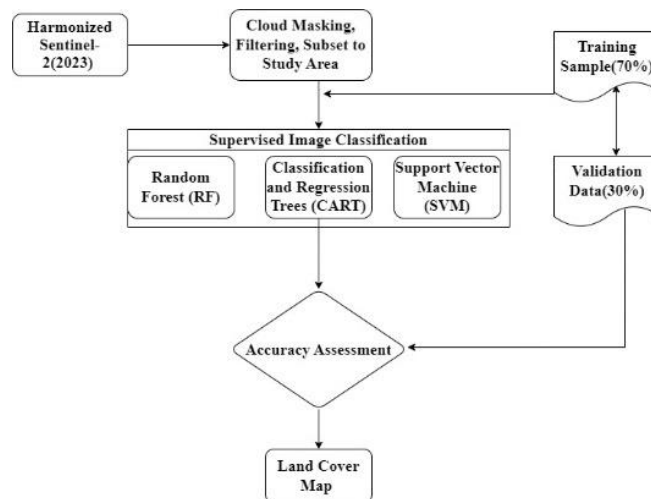 Harmonized
Sentinel-
2(2023)
Cloud Masking,
Filtering, Subset to
Study Area
Training
Sample(70%)
Supervised Image Classification
Random
Forest (RF)
Classification
and Regression
Trees (CART)
Support Vector
Machine
(SVM)
Validation
Data(30%)
Accuracy Assessment
Land Cover
Map